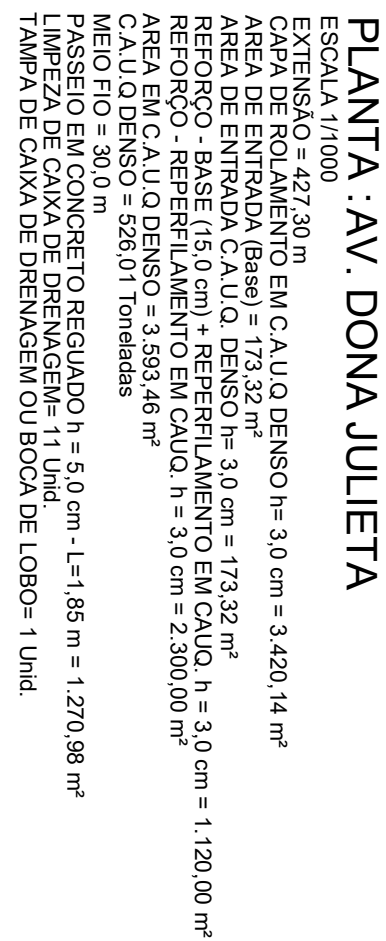 PLANTA : AV. DONA JULIETA
ESCALA 1/1000
EXTENSÃO = 427,30 m
CAPA DE ROLAMENTO EM C.A.U.Q DENSO h= 3,0 cm = 3.420,14 m²
AREA DE ENTRADA (Base) = 173,32 m²
AREA DE ENTRADA C.A.U.Q. DENSO h= 3,0 cm = 173,32 m²
REFORÇO - BASE (15,0 cm) + REPERFILAMENTO EM CAUQ. h = 3,0 cm = 1.120,00 m²
REFORÇO - REPERFILAMENTO EM CAUQ. h = 3,0 cm = 2.300,00 m²
AREA EM C.A.U.Q DENSO = 3.593,46 m²
C.A.U.Q DENSO = 526,01 Toneladas
MEIO FIO = 30,0 m
PASSEIO EM CONCRETO REGUADO h = 5,0 cm - L=1,85 m = 1.270,98 m²
LIMPEZA DE CAIXA DE DRENAGEM= 11 Unid.
TAMPA DE CAIXA DE DRENAGEM OU BOCA DE LOBO= 1 Unid.